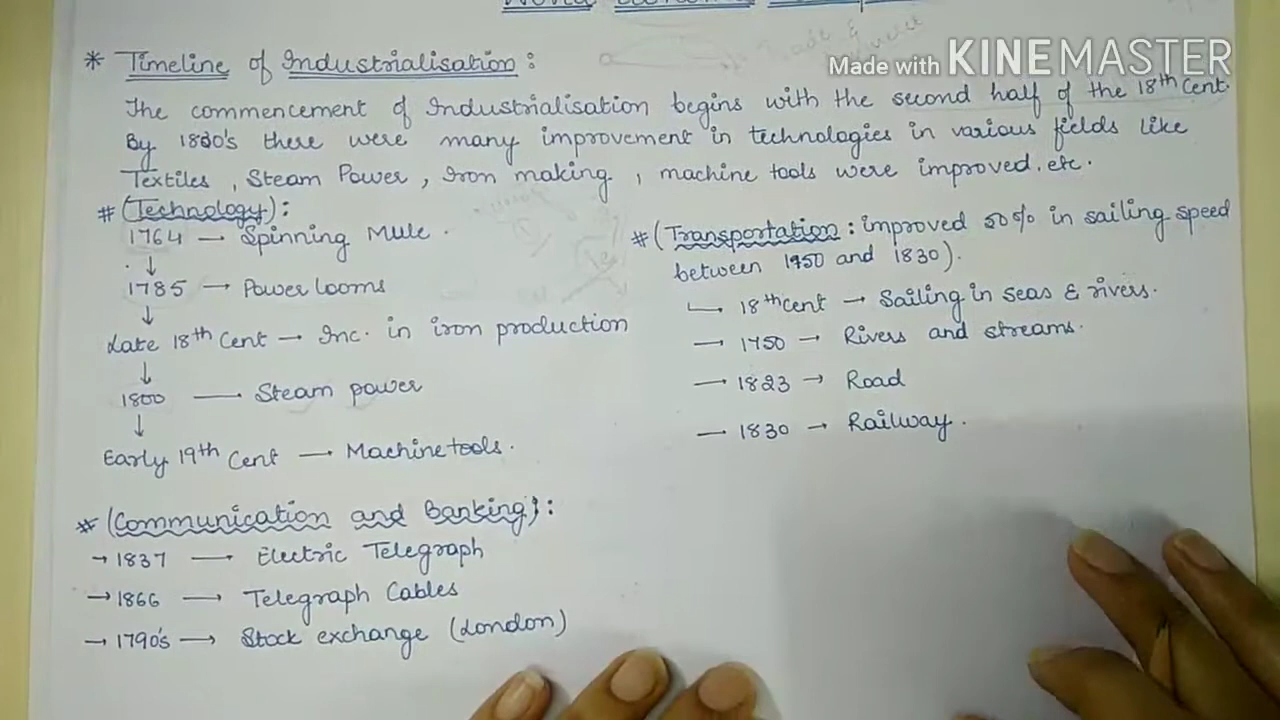 Made with KINEMASTER
* Timeline of Industrialisation :
The commencement of Industrialisation begins with the second half of the 18th Cent.
By 1800's there were many improvement in technologies in various fields like
Textiles , Steam Power , Iron making , machine tools were improved. etc.
# (Technology) :
1764 — Spinning Mule .
↓
1785 → Power looms
↓
Late 18th Cent — Inc. in iron production
↓
1800 — Steam power
↓
Early 19th Cent — Machine tools .
# (Transportation : improved 50% in sailing speed
between 1750 and 1830).
↳ 18th cent → Sailing in seas & rivers .
— 1750 → Rivers and streams .
— 1823 → Road
— 1830 → Railway .
# (Communication and Banking) :
→ 1837 — Electric Telegraph
→ 1866 — Telegraph Cables
→ 1790's → Stock exchange (London)